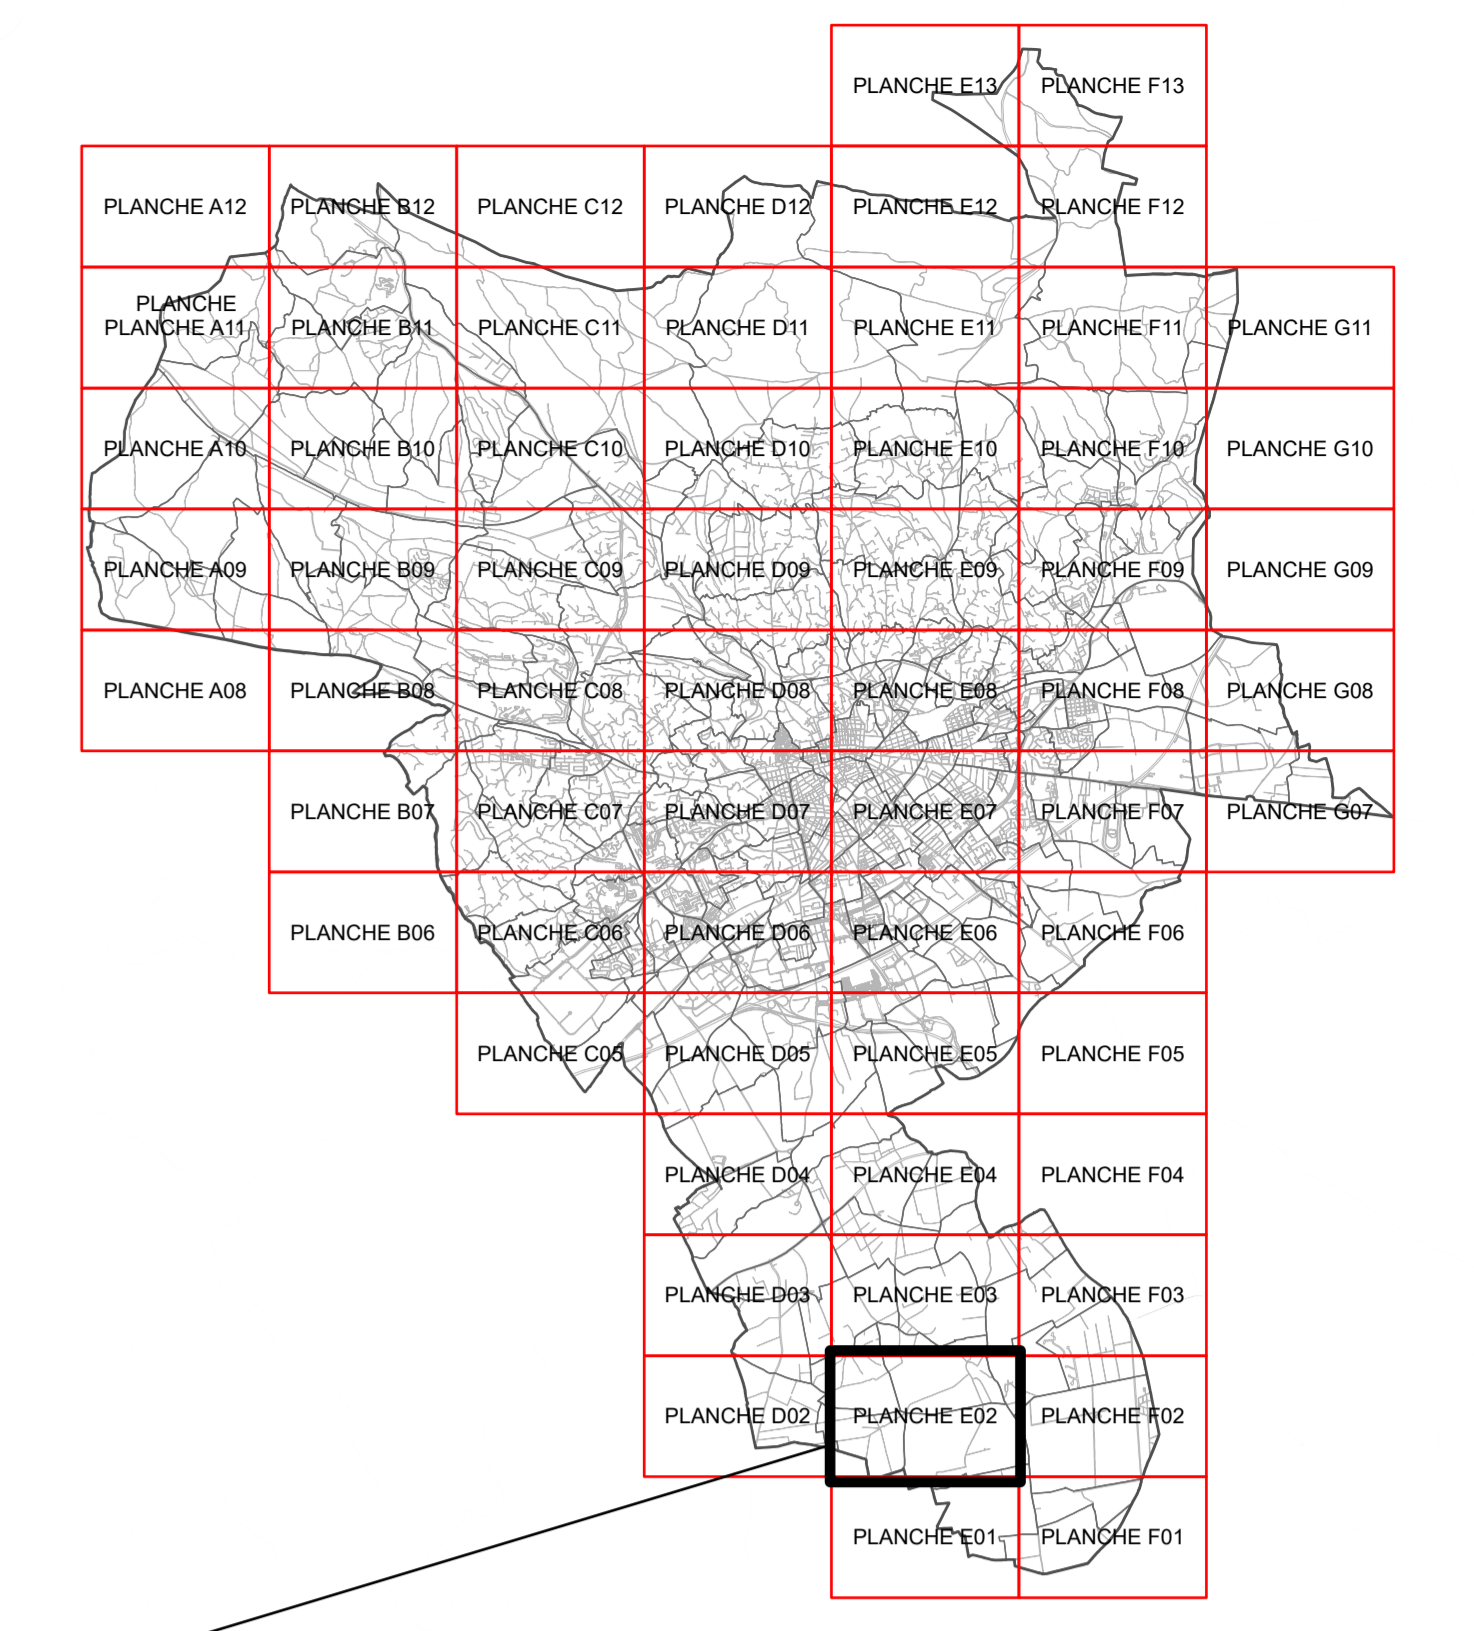 PLANCHE E13
PLANCHE F13
PLANCHE A12
PLANCHE B12
PLANCHE C12
PLANCHE D12
PLANCHE E12
PLANCHE F12
PLANCHE
PLANCHE A11
PLANCHE B11
PLANCHE C11
PLANCHE D11
PLANCHE E11
PLANCHE F11
PLANCHE G11
PLANCHE A10
PLANCHE B10
PLANCHE C10
PLANCHE D10
PLANCHE E10
PLANCHE F10
PLANCHE G10
PLANCHE A09
PLANCHE B09
PLANCHE C09
PLANCHE D09
PLANCHE E09
PLANCHE F09
PLANCHE G09
PLANCHE A08
PLANCHE B08
PLANCHE C08
PLANCHE D08
PLANCHE E08
PLANCHE F08
PLANCHE G08
PLANCHE B07
PLANCHE C07
PLANCHE D07
PLANCHE E07
PLANCHE F07
PLANCHE G07
PLANCHE B06
PLANCHE C06
PLANCHE D06
PLANCHE E06
PLANCHE F06
PLANCHE C05
PLANCHE D05
PLANCHE E05
PLANCHE F05
PLANCHE D04
PLANCHE E04
PLANCHE F04
PLANCHE D03
PLANCHE E03
PLANCHE F03
PLANCHE D02
PLANCHE E02
PLANCHE F02
PLANCHE E01
PLANCHE F01